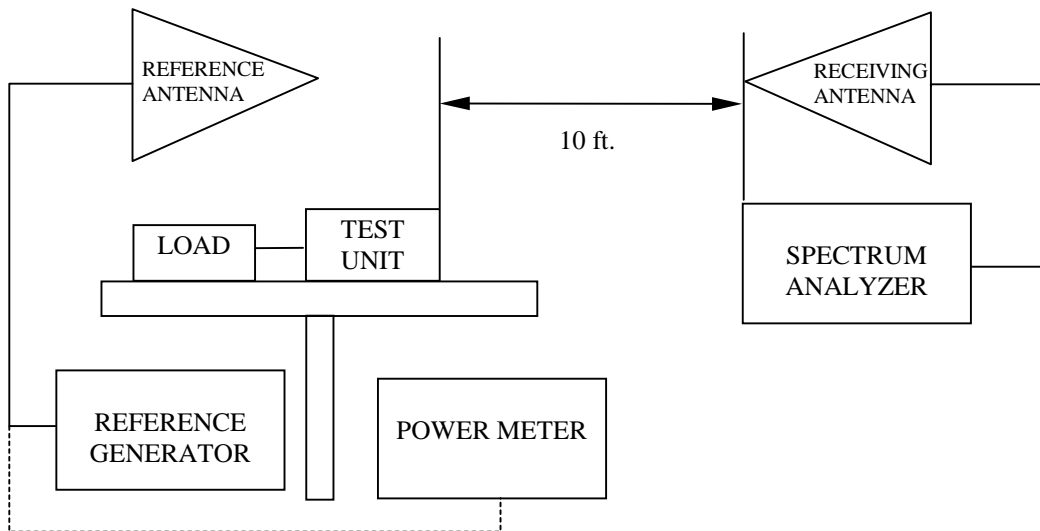 REFERENCE
ANTENNA
RECEIVING
ANTENNA
10 ft.
LOAD
TEST
UNIT
SPECTRUM
ANALYZER
REFERENCE
GENERATOR
POWER METER